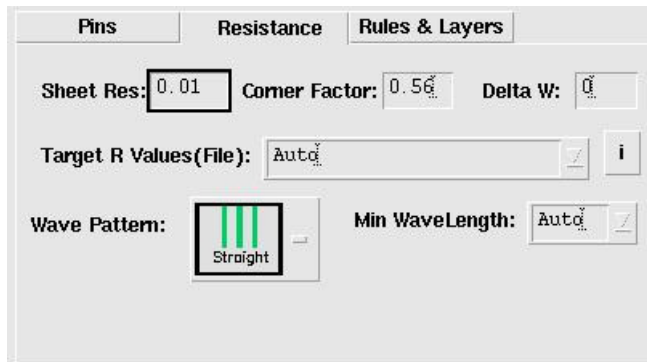 Pins Resistance Rules & Layers
Sheet Res: 0.01 Corner Factor: 0.56 Delta W: 0
Target R Values(File): Auto i
Wave Pattern: Straight Min WaveLength: Auto